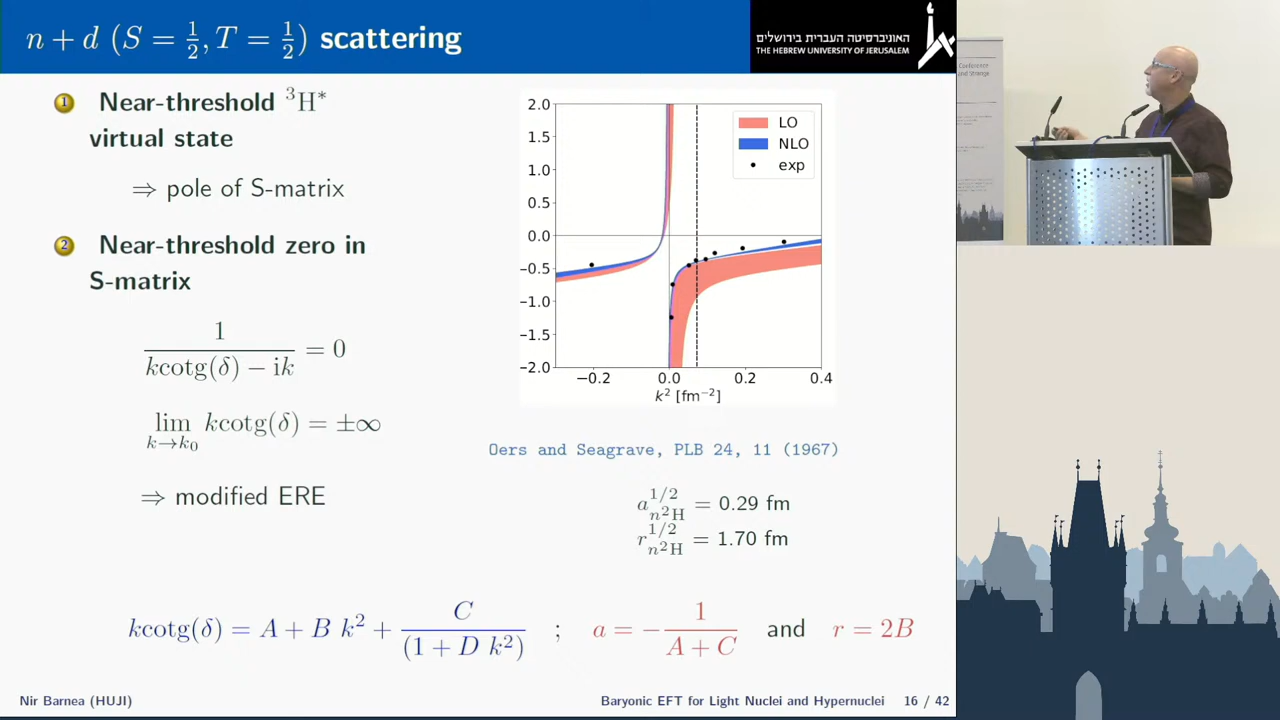 n + d (S = 1/2, T = 1/2) scattering
האוניברסיטה העברית בירושלים
THE HEBREW UNIVERSITY OF JERUSALEM
1 Near-threshold ³H* virtual state
⇒ pole of S-matrix
2 Near-threshold zero in S-matrix
1 / (kcotg(δ) − ik) = 0
lim k→k₀ kcotg(δ) = ±∞
⇒ modified ERE
2.0
1.5
1.0
0.5
0.0
−0.5
−1.0
−1.5
−2.0
−0.2 0.0 0.2 0.4
k² [fm⁻²]
LO
NLO
exp
Oers and Seagrave, PLB 24, 11 (1967)
a^{1/2}_{n²H} = 0.29 fm
r^{1/2}_{n²H} = 1.70 fm
kcotg(δ) = A + B k² + C / (1 + D k²) ; a = − 1 / (A + C) and r = 2B
Nir Barnea (HUJI)
Baryonic EFT for Light Nuclei and Hypernuclei 16 / 42
Conference
and Strange